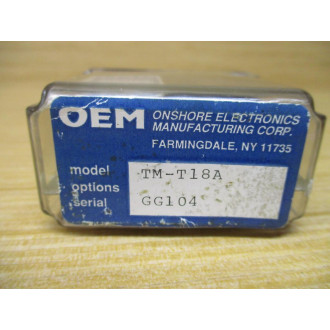 OEM ONSHORE ELECTRONICS
MANUFACTURING CORP.
FARMINGDALE, NY 11735
model TM-T18A
options
serial GG104